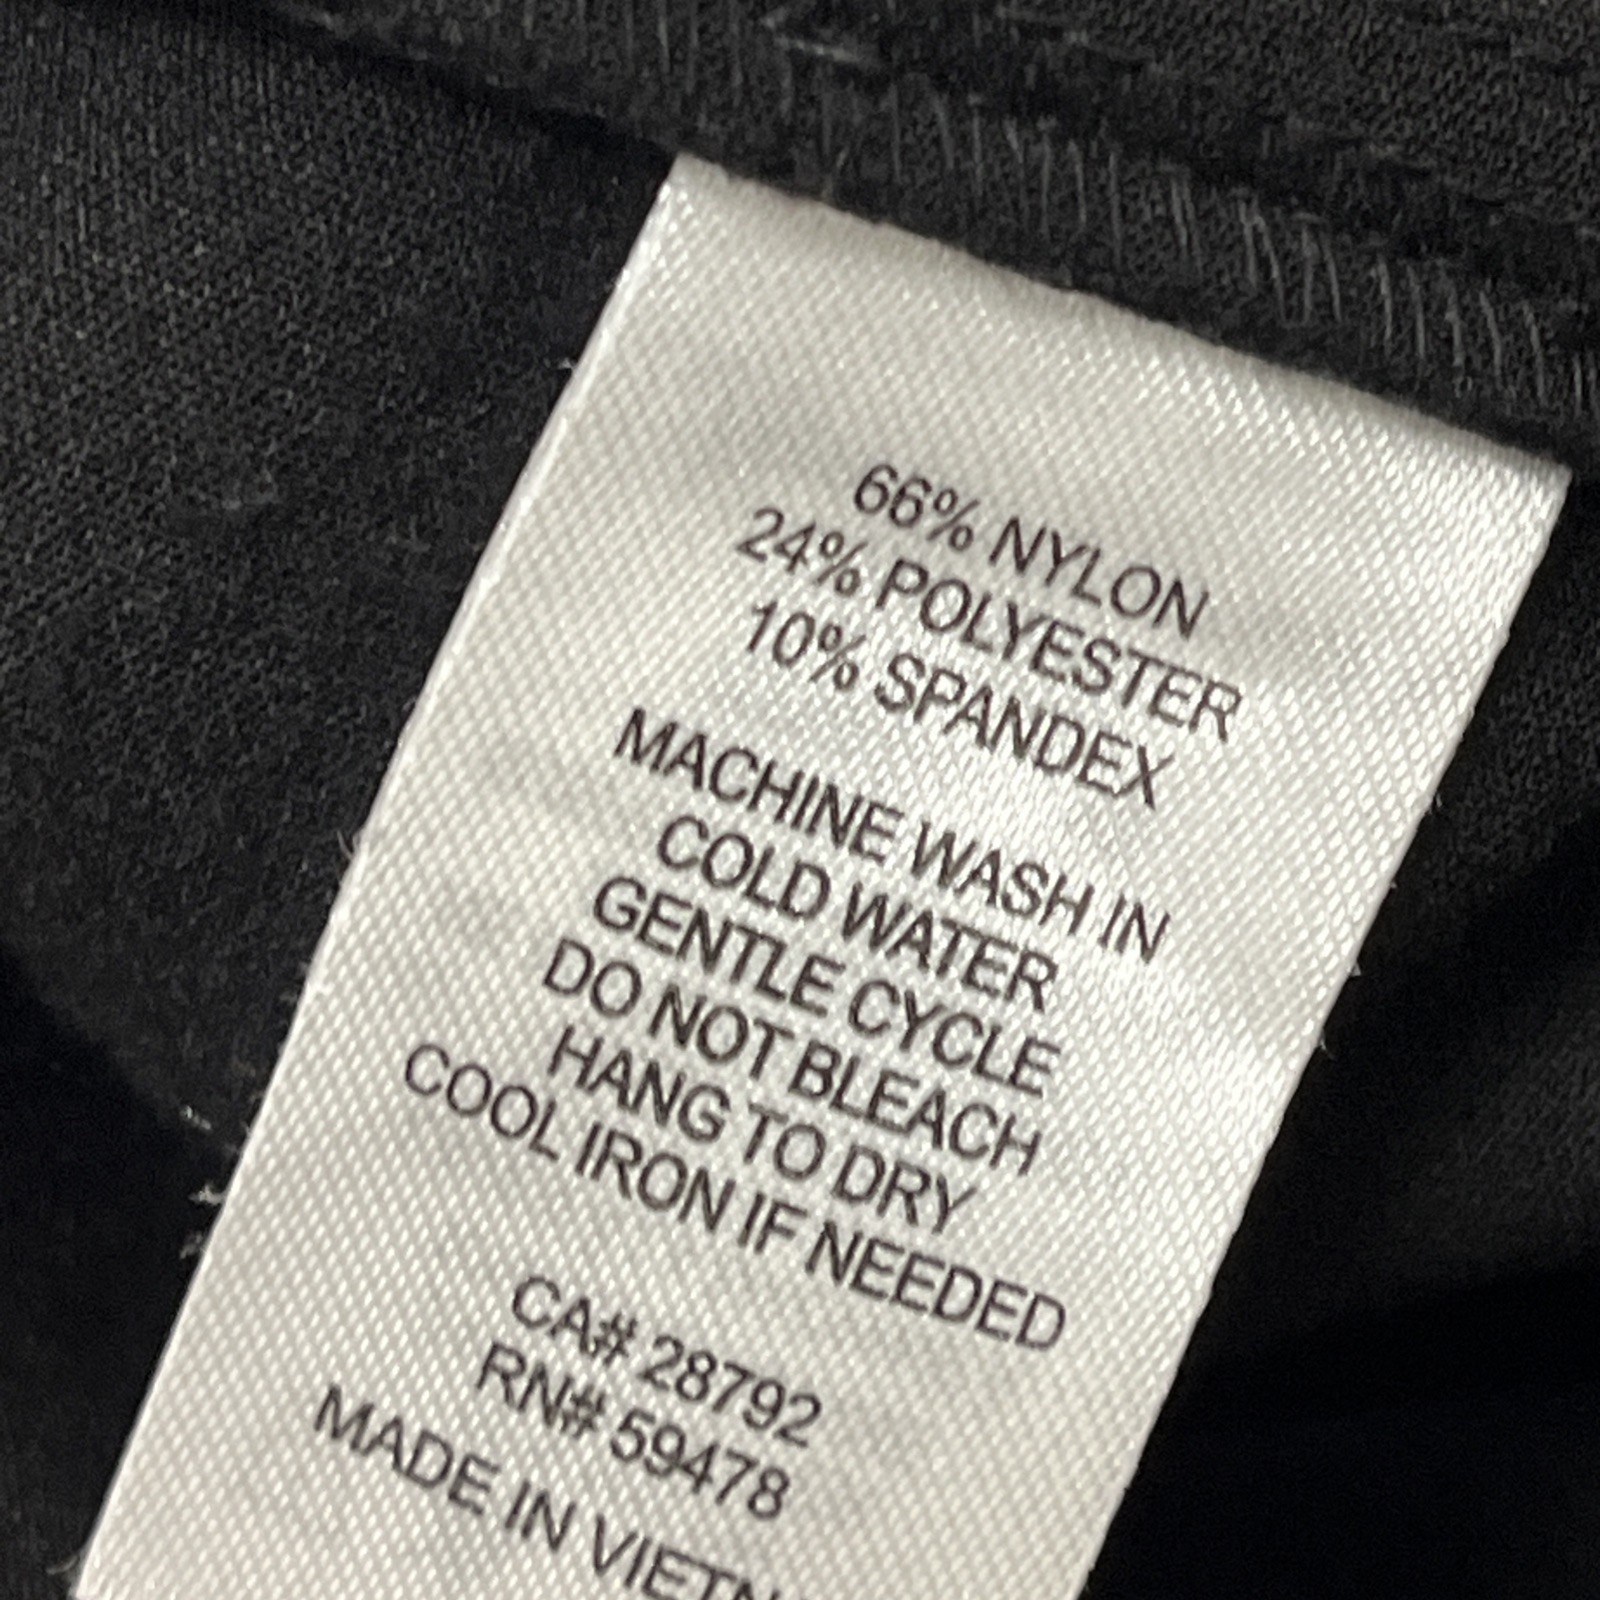 66% NYLON
24% POLYESTER
10% SPANDEX
MACHINE WASH IN
COLD WATER
GENTLE CYCLE
DO NOT BLEACH
HANG TO DRY
COOL IRON IF NEEDED
CA# 28792
RN# 59478
MADE IN